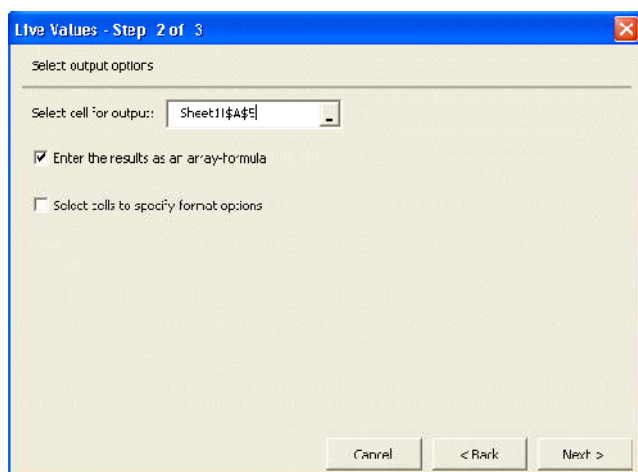 Live Values - Step 2 of 3
Select output options
Select cell for output: Sheet1!$A$5
Enter the results as an array-formula
Select cells to specify format options
Cancel < Back Next >